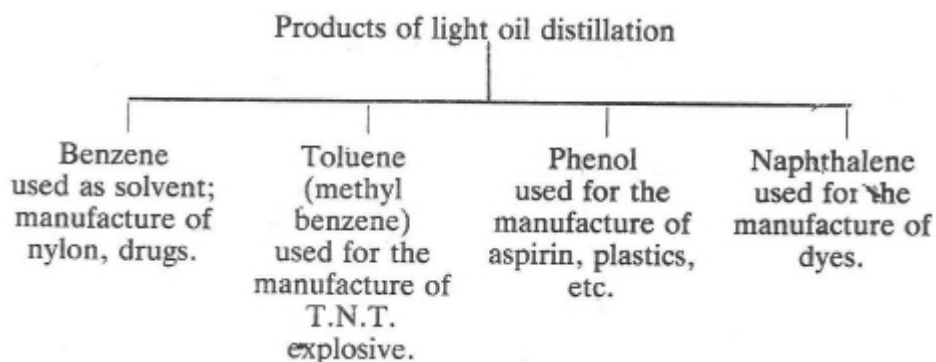 Products of light oil distillation
Benzene
used as solvent;
manufacture of
nylon, drugs.
Toluene
(methyl
benzene)
used for the
manufacture of
T.N.T.
explosive.
Phenol
used for the
manufacture of
aspirin, plastics,
etc.
Naphthalene
used for the
manufacture of
dyes.